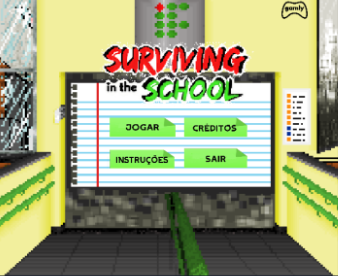 gamly
SURVIVING
in the SCHOOL
JOGAR
CRÉDITOS
INSTRUÇÕES
SAIR